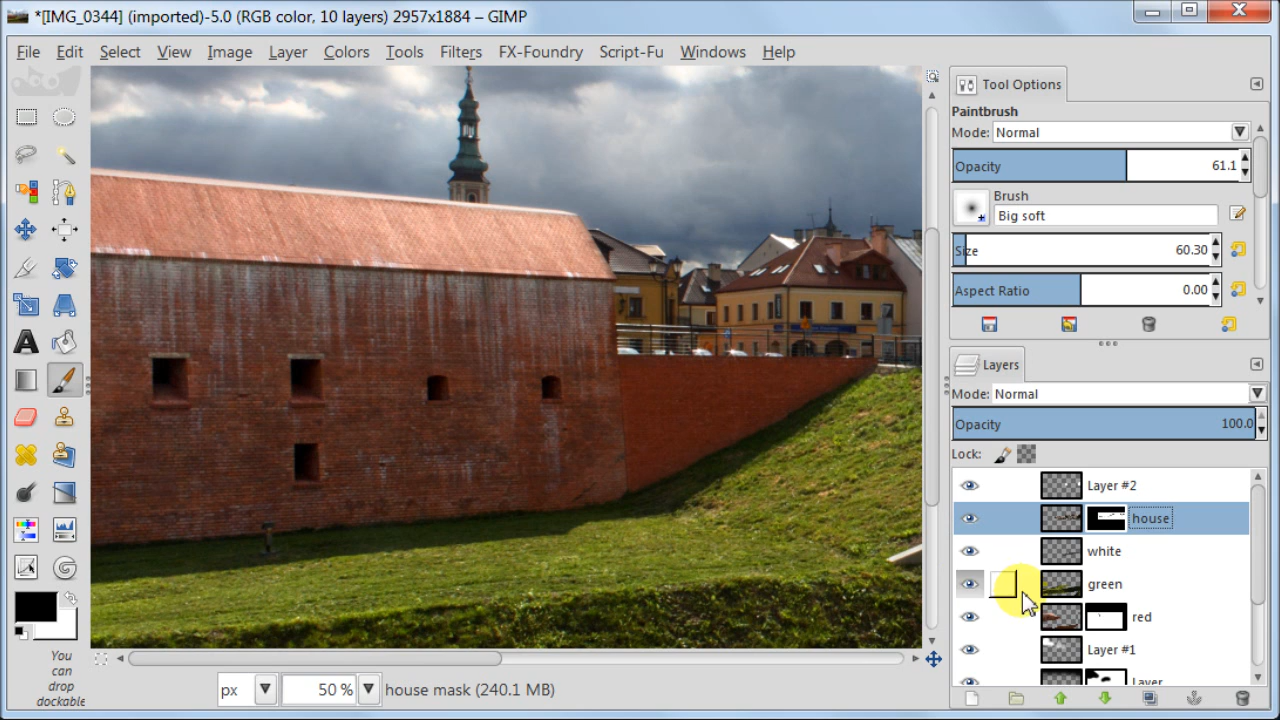 *[IMG_0344] (imported)-5.0 (RGB color, 10 layers) 2957x1884 – GIMP
File Edit Select View Image Layer Colors Tools Filters FX-Foundry Script-Fu Windows Help
Tool Options
Paintbrush
Mode: Normal
Opacity 61.1
Brush
Big soft
Size 60.30
Aspect Ratio 0.00
Layers
Mode: Normal
Opacity 100.0
Lock:
Layer #2
house
white
green
red
Layer #1
Layer
You
can
drop
dockable
px 50 % house mask (240.1 MB)